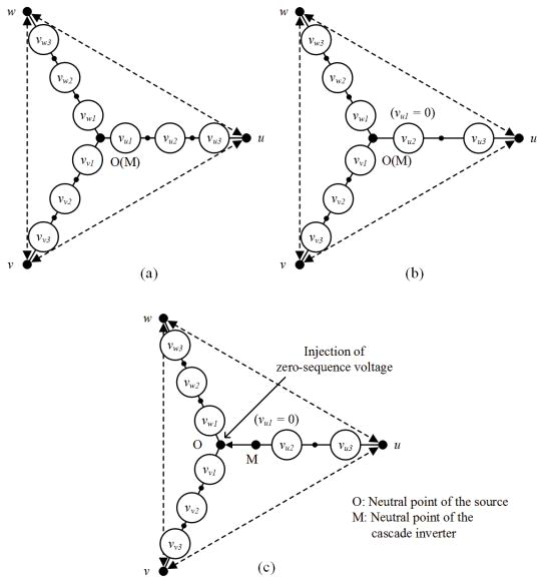 w
v_{w3}
v_{w2}
v_{w1}
v_{u1}
v_{u2}
v_{u3}
u
O(M)
v_{v1}
v_{v2}
v_{v3}
v
(a)
w
v_{w3}
v_{w2}
v_{w1}
(v_{u1} = 0)
v_{u2}
v_{u3}
u
O(M)
v_{v1}
v_{v2}
v_{v3}
v
(b)
w
v_{w3}
v_{w2}
v_{w1}
Injection of
zero-sequence voltage
(v_{u1} = 0)
O
M
v_{u2}
v_{u3}
u
v_{v1}
v_{v2}
v_{v3}
v
O: Neutral point of the source
M: Neutral point of the
cascade inverter
(c)